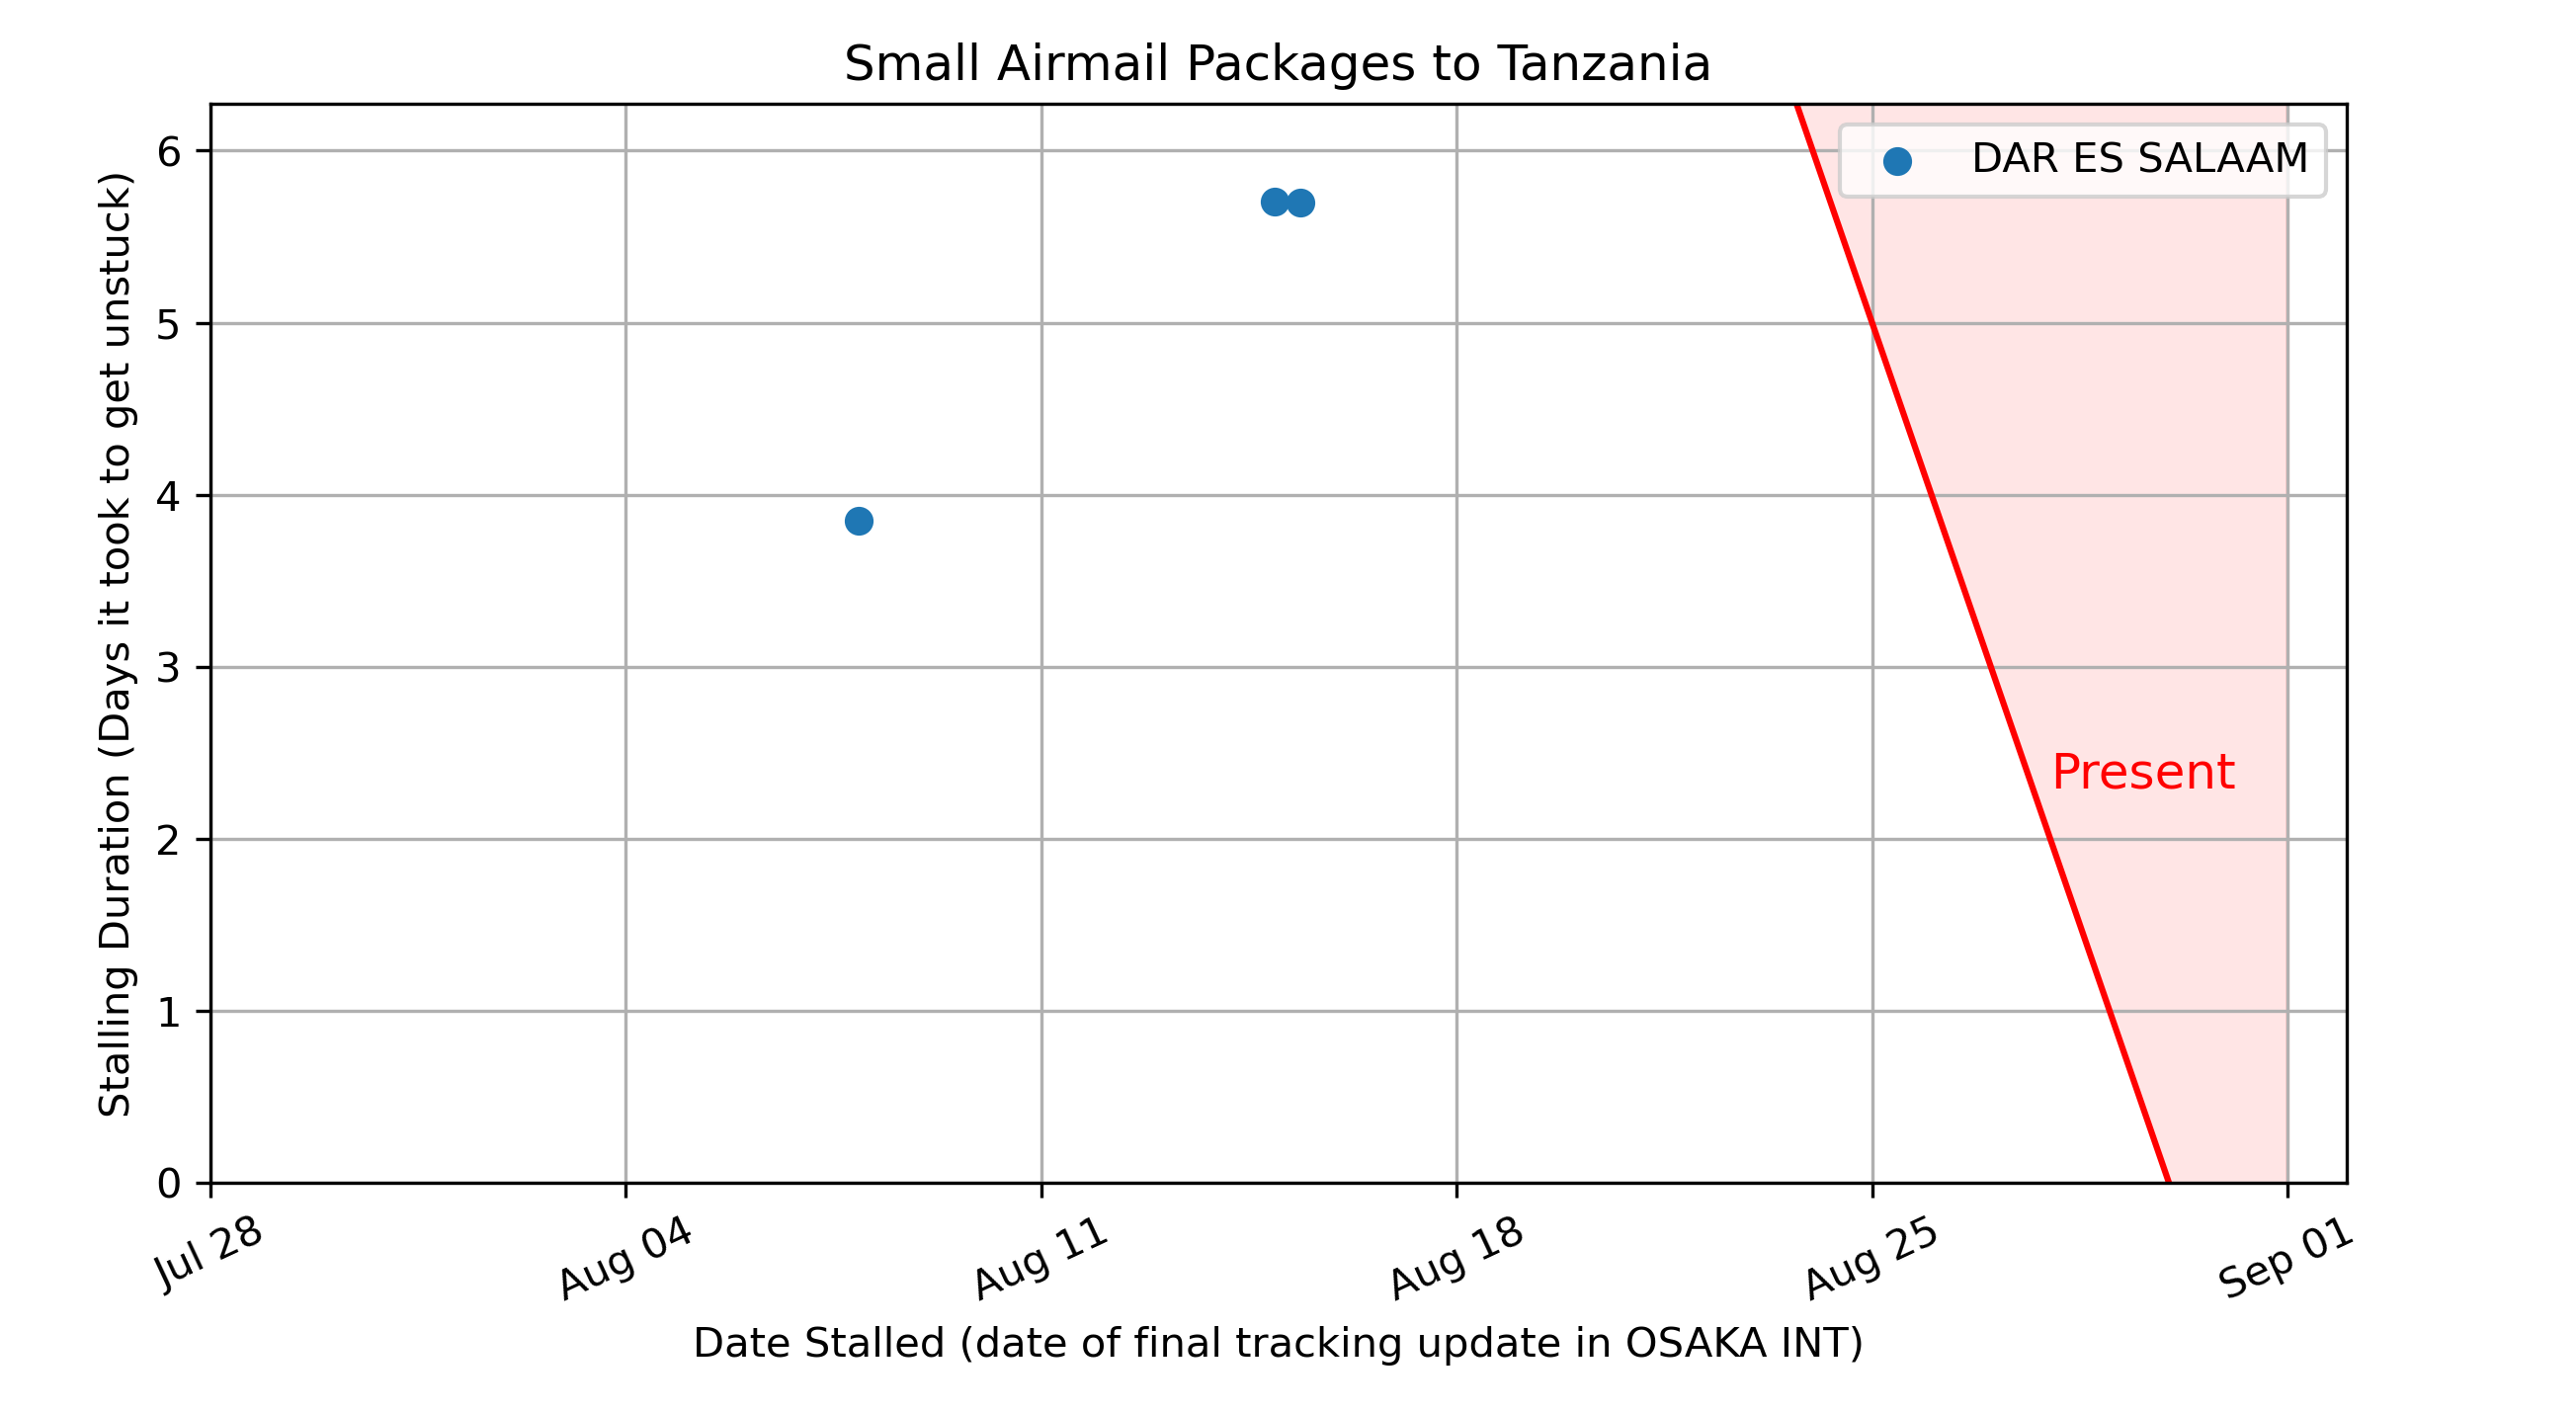 Small Airmail Packages to Tanzania
DAR ES SALAAM
Stalling Duration (Days it took to get unstuck)
6
5
4
3
2
1
0
Present
Jul 28
Aug 04
Aug 11
Aug 18
Aug 25
Sep 01
Date Stalled (date of final tracking update in OSAKA INT)